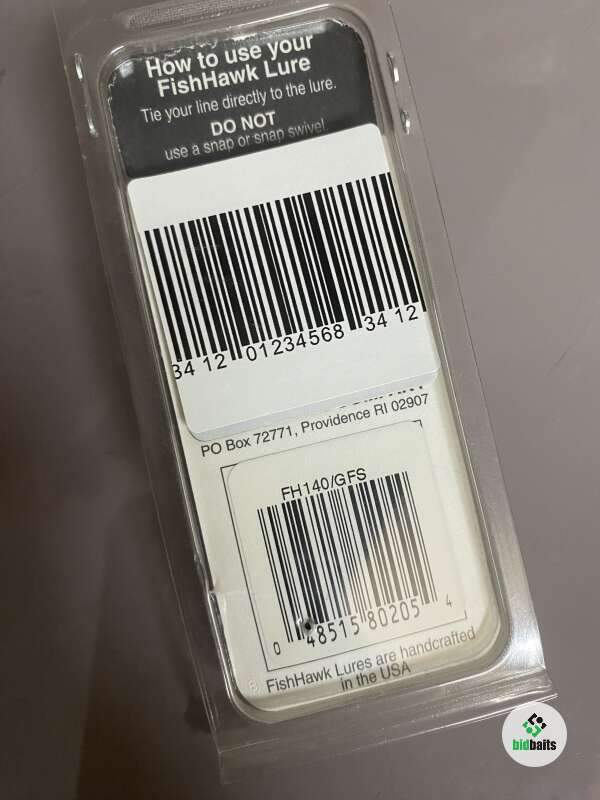 How to use your
FishHawk Lure
Tie your line directly to the lure.
DO NOT
use a snap or snap swivel
34 12 01234568 34 12
PO Box 72771, Providence RI 02907
FH140/GFS
0 48515 80205 4
FishHawk Lures are handcrafted
in the USA
bidbaits